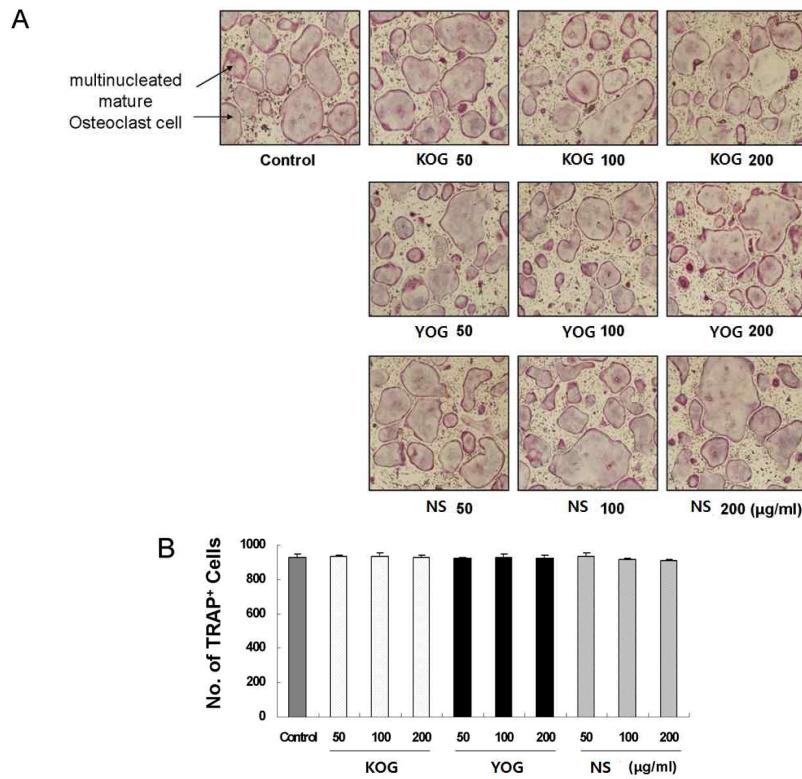 A
multinucleated
mature
Osteoclast cell
Control
KOG 50
KOG 100
KOG 200
YOG 50
YOG 100
YOG 200
NS 50
NS 100
NS 200 (μg/ml)
B
No. of TRAP+ Cells
1000
800
600
400
200
0
Control 50 100 200 50 100 200 50 100 200
KOG YOG NS (μg/ml)